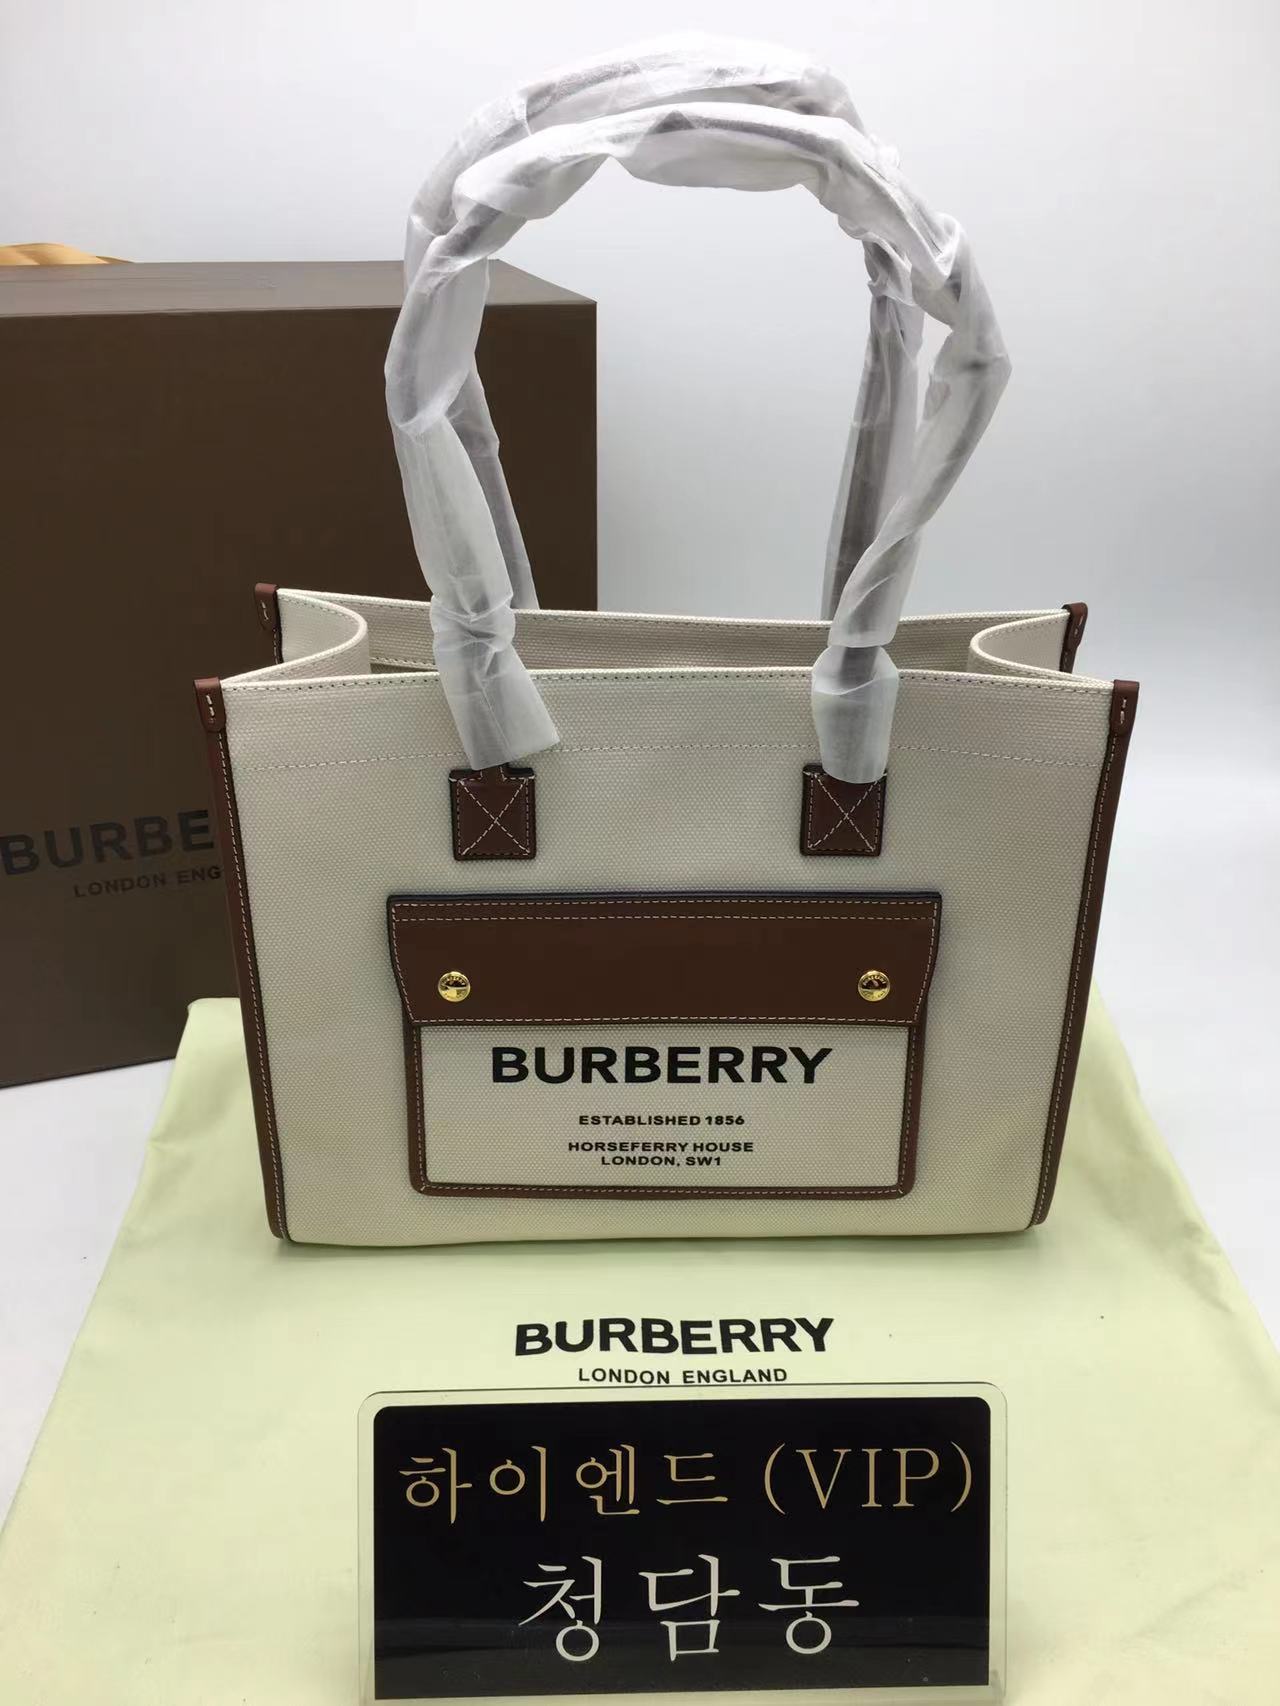 BURBE
LONDON ENG
BURBERRY
ESTABLISHED 1856
HORSEFERRY HOUSE
LONDON, SW1
BURBERRY
LONDON ENGLAND
하이엔드 (VIP)
청담동